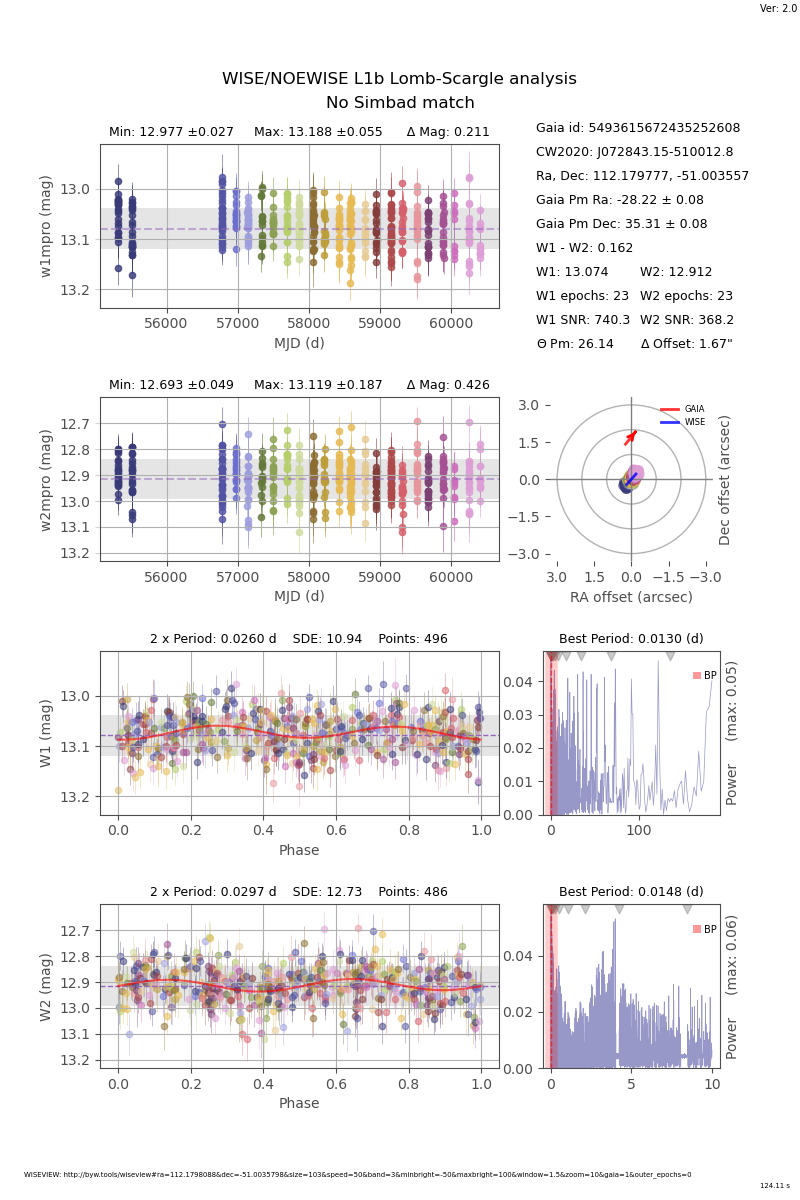 Ver: 2.0
WISE/NOEWISE L1b Lomb-Scargle analysis
No Simbad match
Min: 12.977 ±0.027 Max: 13.188 ±0.055 Δ Mag: 0.211
13.0
13.1
13.2
w1mpro (mag)
56000 57000 58000 59000 60000
MJD (d)
Gaia id: 5493615672435252608
CW2020: J072843.15-510012.8
Ra, Dec: 112.179777, -51.003557
Gaia Pm Ra: -28.22 ± 0.08
Gaia Pm Dec: 35.31 ± 0.08
W1 - W2: 0.162
W1: 13.074 W2: 12.912
W1 epochs: 23 W2 epochs: 23
W1 SNR: 740.3 W2 SNR: 368.2
Θ Pm: 26.14 Δ Offset: 1.67"
Min: 12.693 ±0.049 Max: 13.119 ±0.187 Δ Mag: 0.426
12.7
12.8
12.9
13.0
13.1
13.2
w2mpro (mag)
56000 57000 58000 59000 60000
MJD (d)
3.0
1.5
0.0
−1.5
−3.0
GAIA
WISE
Dec offset (arcsec)
3.0 1.5 0.0 −1.5 −3.0
RA offset (arcsec)
2 x Period: 0.0260 d SDE: 10.94 Points: 496
13.0
13.1
13.2
W1 (mag)
0.0 0.2 0.4 0.6 0.8 1.0
Phase
Best Period: 0.0130 (d)
0.04
0.03
0.02
0.01
0.00
BP
Power (max: 0.05)
0 100
2 x Period: 0.0297 d SDE: 12.73 Points: 486
12.7
12.8
12.9
13.0
13.1
13.2
W2 (mag)
0.0 0.2 0.4 0.6 0.8 1.0
Phase
Best Period: 0.0148 (d)
0.04
0.02
0.00
BP
Power (max: 0.06)
0 5 10
WISEVIEW: http://byw.tools/wiseview#ra=112.1798088&dec=-51.0035798&size=103&speed=50&band=3&minbright=-50&maxbright=100&window=1.5&zoom=10&gaia=1&outer_epochs=0
124.11 s